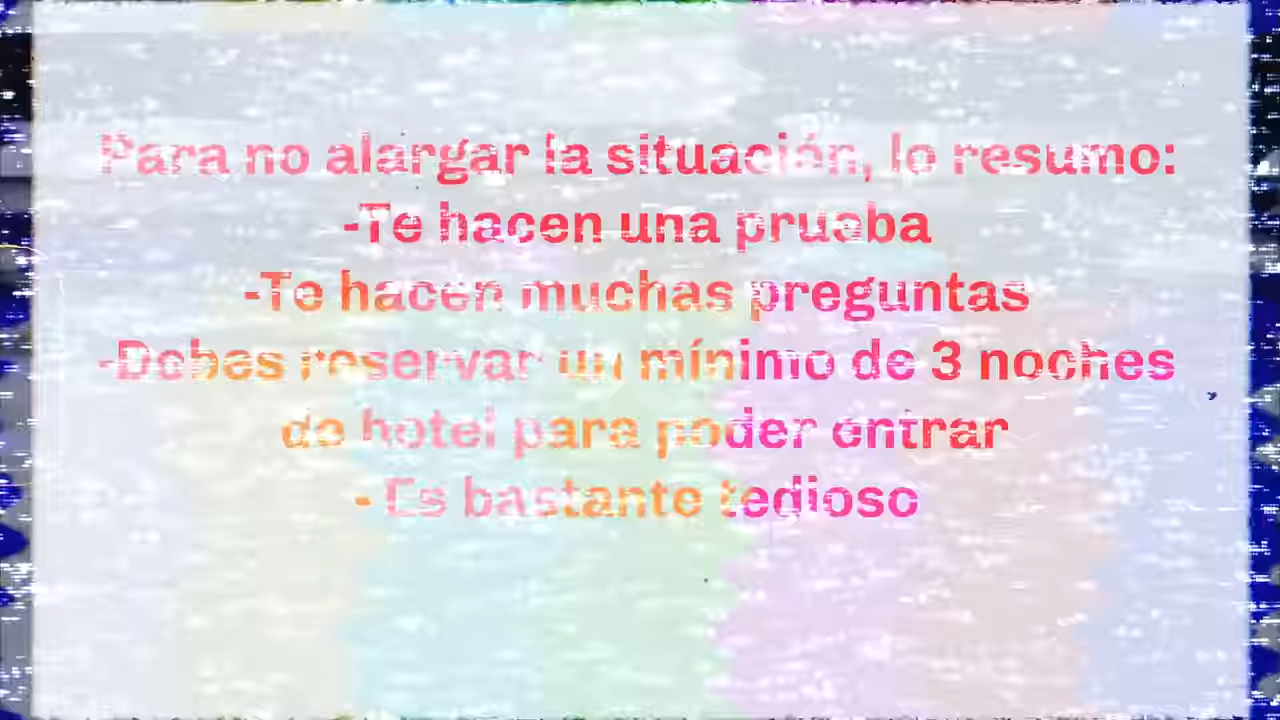 Para no alargar la situación, lo resumo:
-Te hacen una prueba
-Te hacen muchas preguntas
-Debes reservar un mínimo de 3 noches
de hotel para poder entrar
- Es bastante tedioso